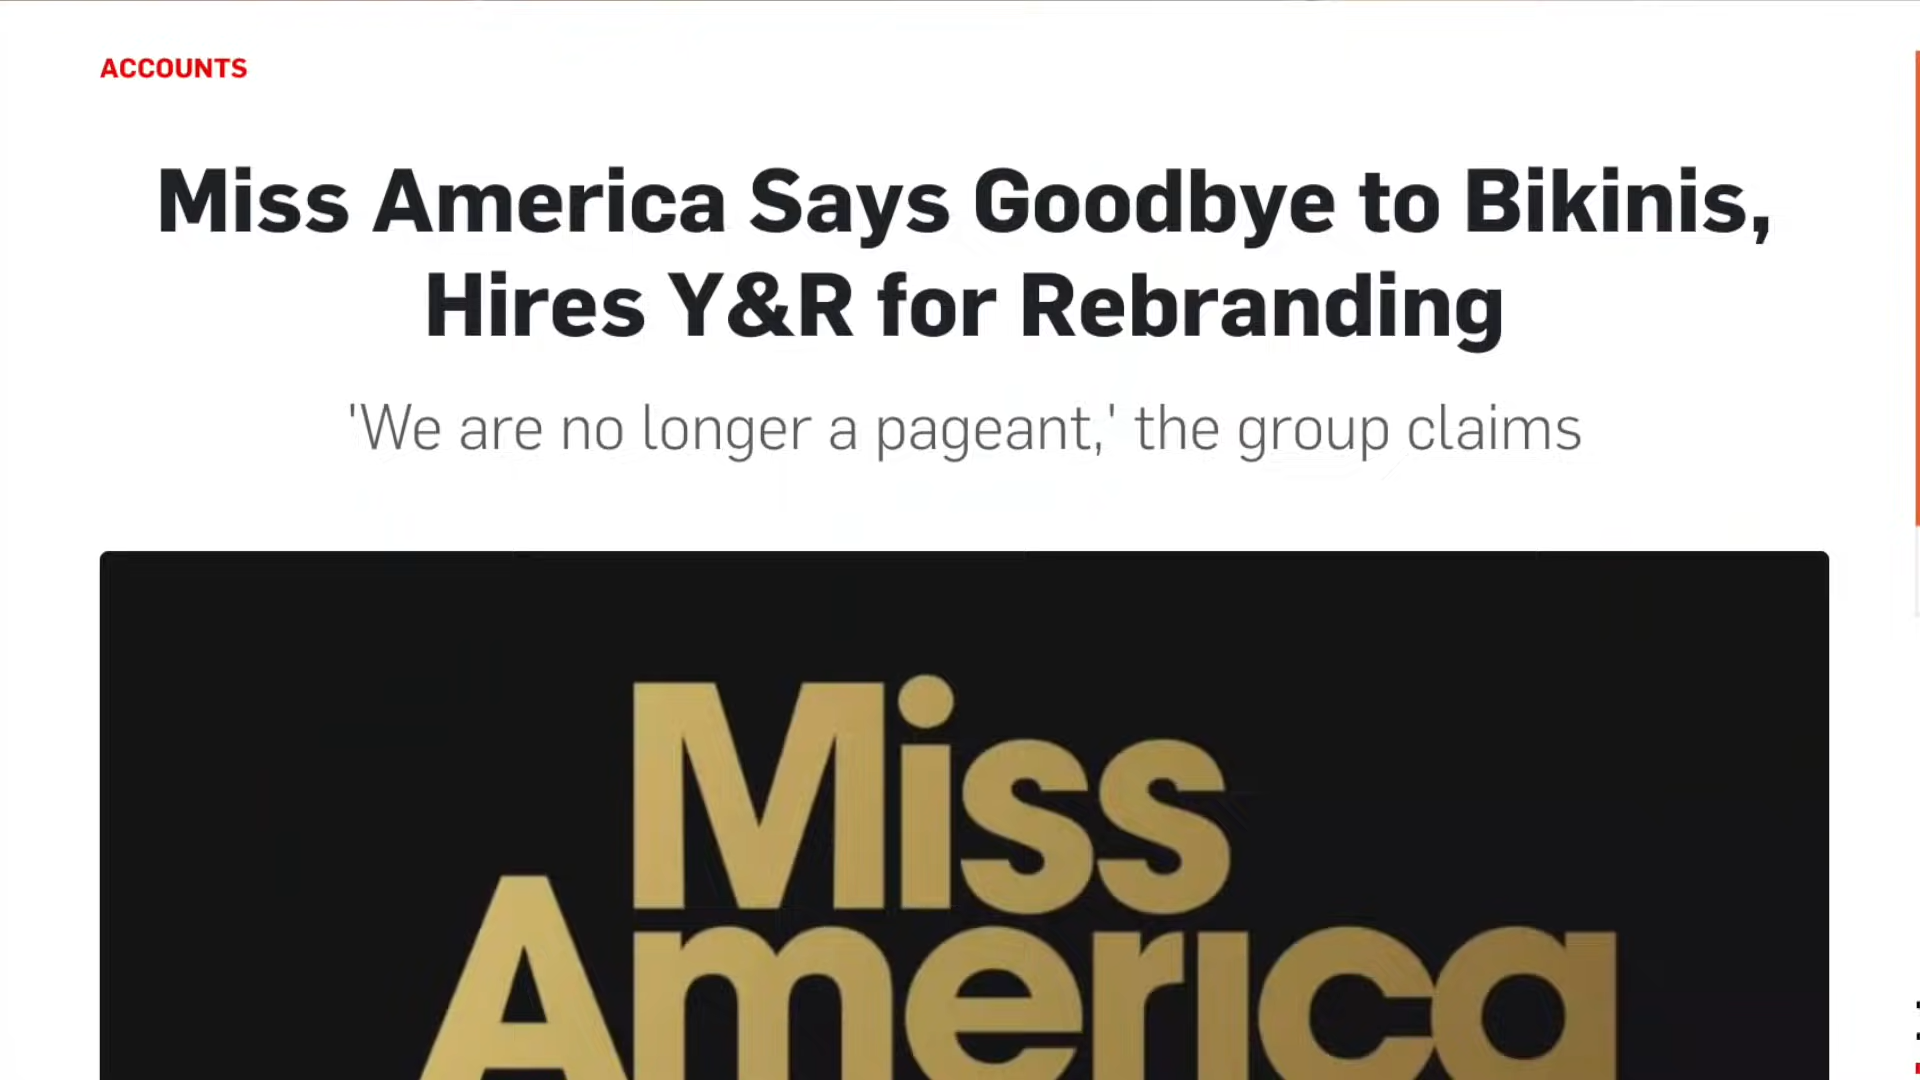 ACCOUNTS
Miss America Says Goodbye to Bikinis,
Hires Y&R for Rebranding
'We are no longer a pageant,' the group claims
Miss
America